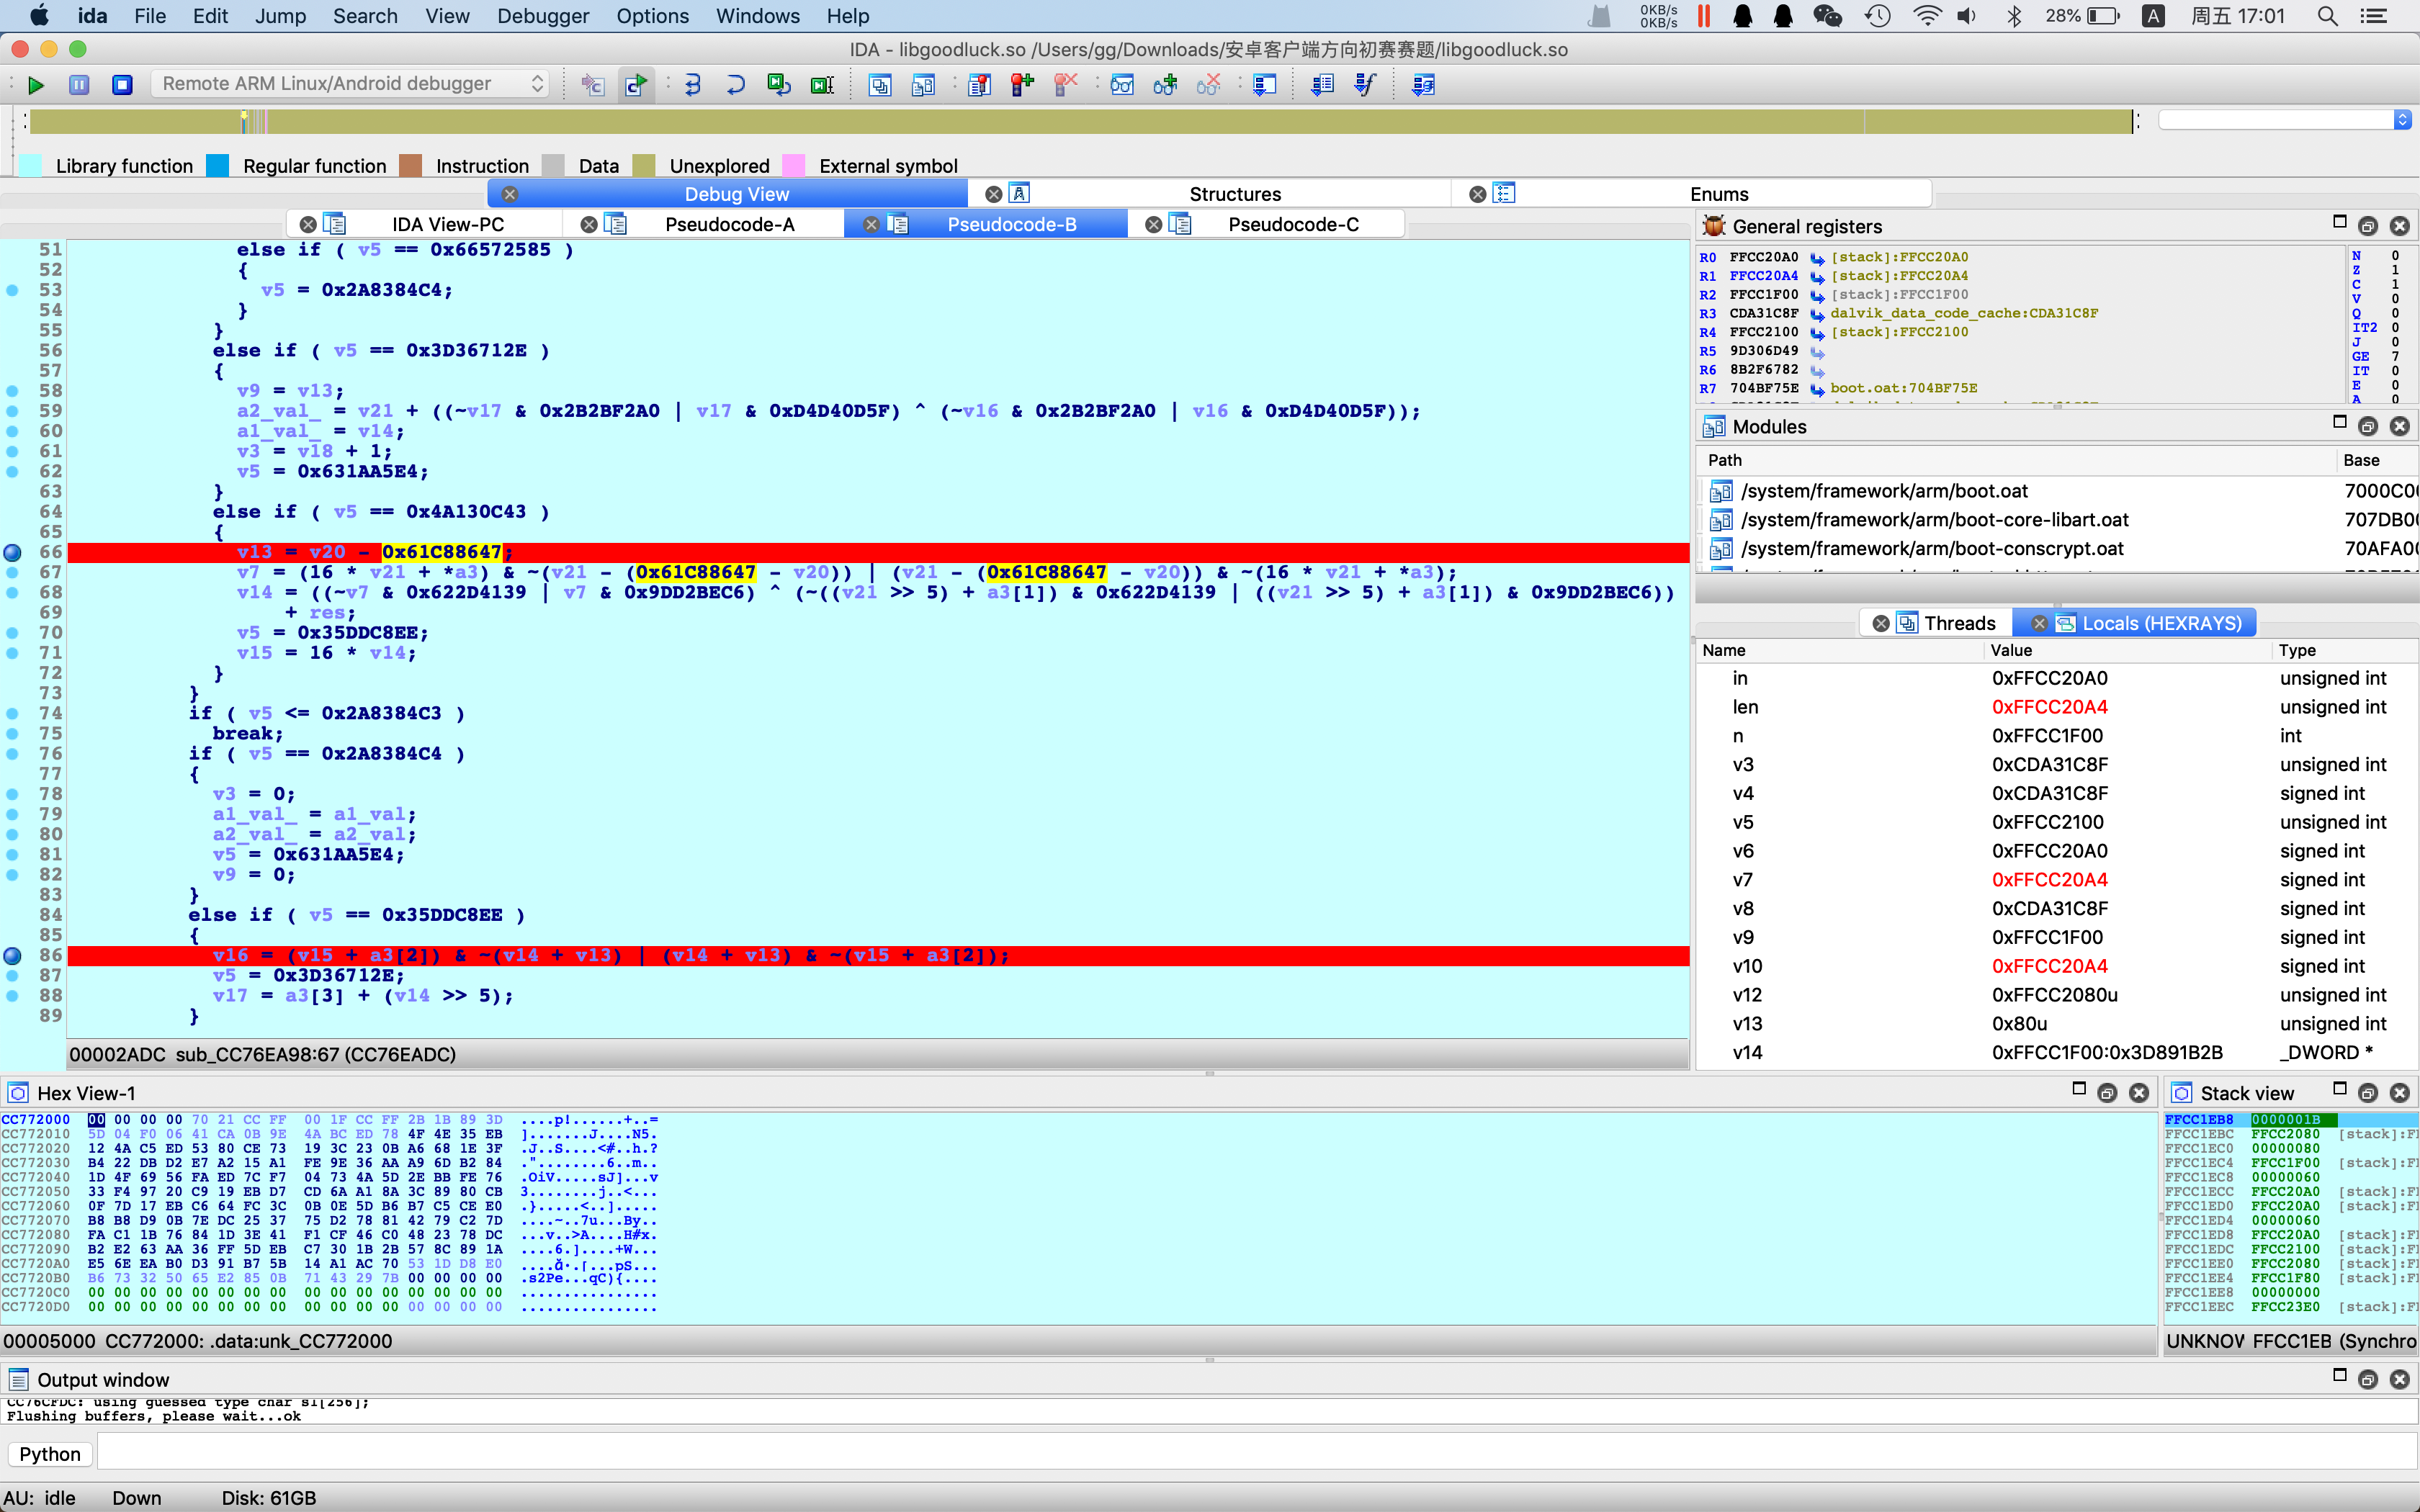 ida File Edit Jump Search View Debugger Options Windows Help 0KB/s 0KB/s 28% A 周五 17:01
IDA - libgoodluck.so /Users/gg/Downloads/安卓客户端方向初赛赛题/libgoodluck.so
Remote ARM Linux/Android debugger
Library function Regular function Instruction Data Unexplored External symbol
Debug View Structures Enums
IDA View-PC Pseudocode-A Pseudocode-B Pseudocode-C
51 else if ( v5 == 0x66572585 )
52 {
53 v5 = 0x2A8384C4;
54 }
55 }
56 else if ( v5 == 0x3D36712E )
57 {
58 v9 = v13;
59 a2_val_ = v21 + ((~v17 & 0x2B2BF2A0 | v17 & 0xD4D40D5F) ^ (~v16 & 0x2B2BF2A0 | v16 & 0xD4D40D5F));
60 a1_val_ = v14;
61 v3 = v18 + 1;
62 v5 = 0x631AA5E4;
63 }
64 else if ( v5 == 0x4A130C43 )
65 {
66 v13 = v20 - 0x61C88647;
67 v7 = (16 * v21 + *a3) & ~(v21 - (0x61C88647 - v20)) | (v21 - (0x61C88647 - v20)) & ~(16 * v21 + *a3);
68 v14 = ((~v7 & 0x622D4139 | v7 & 0x9DD2BEC6) ^ (~((v21 >> 5) + a3[1]) & 0x622D4139 | ((v21 >> 5) + a3[1]) & 0x9DD2BEC6))
69 + res;
70 v5 = 0x35DDC8EE;
71 v15 = 16 * v14;
72 }
73 }
74 if ( v5 <= 0x2A8384C3 )
75 break;
76 if ( v5 == 0x2A8384C4 )
77 {
78 v3 = 0;
79 a1_val_ = a1_val;
80 a2_val_ = a2_val;
81 v5 = 0x631AA5E4;
82 v9 = 0;
83 }
84 else if ( v5 == 0x35DDC8EE )
85 {
86 v16 = (v15 + a3[2]) & ~(v14 + v13) | (v14 + v13) & ~(v15 + a3[2]);
87 v5 = 0x3D36712E;
88 v17 = a3[3] + (v14 >> 5);
89 }
00002ADC sub_CC76EA98:67 (CC76EADC)
General registers
R0 FFCC20A0 [stack]:FFCC20A0
R1 FFCC20A4 [stack]:FFCC20A4
R2 FFCC1F00 [stack]:FFCC1F00
R3 CDA31C8F dalvik_data_code_cache:CDA31C8F
R4 FFCC2100 [stack]:FFCC2100
R5 9D306D49
R6 8B2F6782
R7 704BF75E boot.oat:704BF75E
N 0
Z 1
C 1
V 0
Q 0
IT2 0
J 0
GE 7
IT 0
E 0
A 0
Modules
Path Base
/system/framework/arm/boot.oat 7000C0
/system/framework/arm/boot-core-libart.oat 707DB0
/system/framework/arm/boot-conscrypt.oat 70AFA0
Threads Locals (HEXRAYS)
Name Value Type
in 0xFFCC20A0 unsigned int
len 0xFFCC20A4 unsigned int
n 0xFFCC1F00 int
v3 0xCDA31C8F unsigned int
v4 0xCDA31C8F signed int
v5 0xFFCC2100 unsigned int
v6 0xFFCC20A0 signed int
v7 0xFFCC20A4 signed int
v8 0xCDA31C8F signed int
v9 0xFFCC1F00 signed int
v10 0xFFCC20A4 signed int
v12 0xFFCC2080u unsigned int
v13 0x80u unsigned int
v14 0xFFCC1F00:0x3D891B2B _DWORD *
Hex View-1
CC772000 00 00 00 00 70 21 CC FF 00 1F CC FF 2B 1B 89 3D ....p!......+..=
CC772010 5D 04 F0 06 41 CA 0B 9E 4A BC ED 78 4F 4E 35 EB ].......J....N5.
CC772020 12 4A C5 ED 53 80 CE 73 19 3C 23 0B A6 68 1E 3F .J..S....<#..h.?
CC772030 B4 22 DB D2 E7 A2 15 A1 FE 9E 36 AA A9 6D B2 84 ."........6..m..
CC772040 1D 4F 69 56 FA ED 7C F7 04 73 4A 5D 2E BB FE 76 .OiV.....sJ]...v
CC772050 33 F4 97 20 C9 19 EB D7 CD 6A A1 8A 3C 89 80 CB 3........j..<...
CC772060 0F 7D 17 EB C6 64 FC 3C 0B 0E 5D B6 B7 C5 CE E0 .}.....<..].....
CC772070 B8 B8 D9 0B 7E DC 25 37 75 D2 78 81 42 79 C2 7D ....~..7u...By..
CC772080 FA C1 1B 76 84 1D 3E 41 F1 CF 46 C0 48 23 78 DC ...v..>A....H#x.
CC772090 B2 E2 63 AA 36 FF 5D EB C7 30 1B 2B 57 8C 89 1A ....6.]....+W...
CC7720A0 E5 6E EA B0 D3 91 B7 5B 14 A1 AC 70 53 1D D8 E0
CC7720B0 B6 73 32 50 65 E2 85 0B 71 43 29 7B 00 00 00 00 .s2Pe...qC){....
CC7720C0 00 00 00 00 00 00 00 00 00 00 00 00 00 00 00 00 ................
CC7720D0 00 00 00 00 00 00 00 00 00 00 00 00 00 00 00 00 ................
00005000 CC772000: .data:unk_CC772000
Stack view
FFCC1EB8 0000001B
FFCC1EBC FFCC2080 [stack]:F
FFCC1EC0 00000080
FFCC1EC4 FFCC1F00 [stack]:F
FFCC1EC8 00000060
FFCC1ECC FFCC20A0 [stack]:F
FFCC1ED0 FFCC20A0 [stack]:F
FFCC1ED4 00000060
FFCC1ED8 FFCC20A0 [stack]:F
FFCC1EDC FFCC2100 [stack]:F
FFCC1EE0 FFCC2080 [stack]:F
FFCC1EE4 FFCC1F80 [stack]:F
FFCC1EE8 00000000
FFCC1EEC FFCC23E0 [stack]:F
UNKNOW FFCC1EB (Synchro
Output window
CC76CFDC: using guessed type char s1[256];
Flushing buffers, please wait...ok
Python
AU: idle Down Disk: 61GB